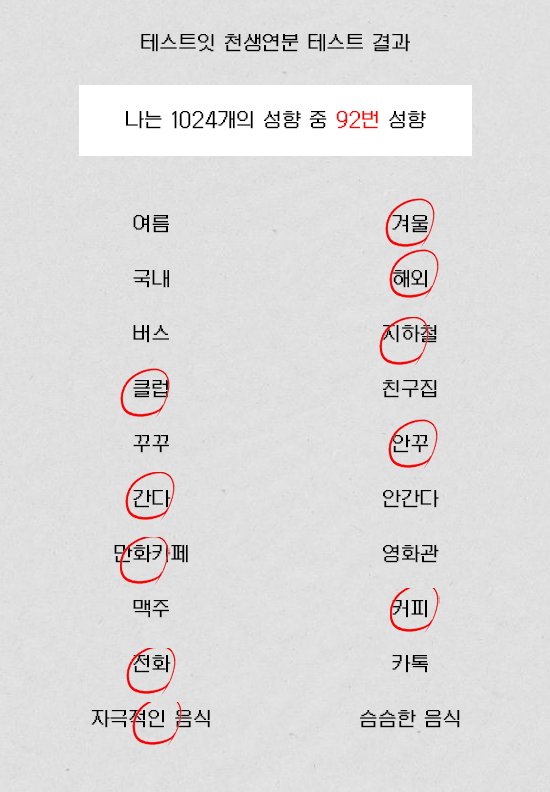 테스트잇 천생연분 테스트 결과
나는 1024개의 성향 중 92번 성향
여름 겨울
국내 해외
버스 지하철
클럽 친구집
꾸꾸 안꾸
간다 안간다
만화카페 영화관
맥주 커피
전화 카톡
자극적인 음식 슴슴한 음식